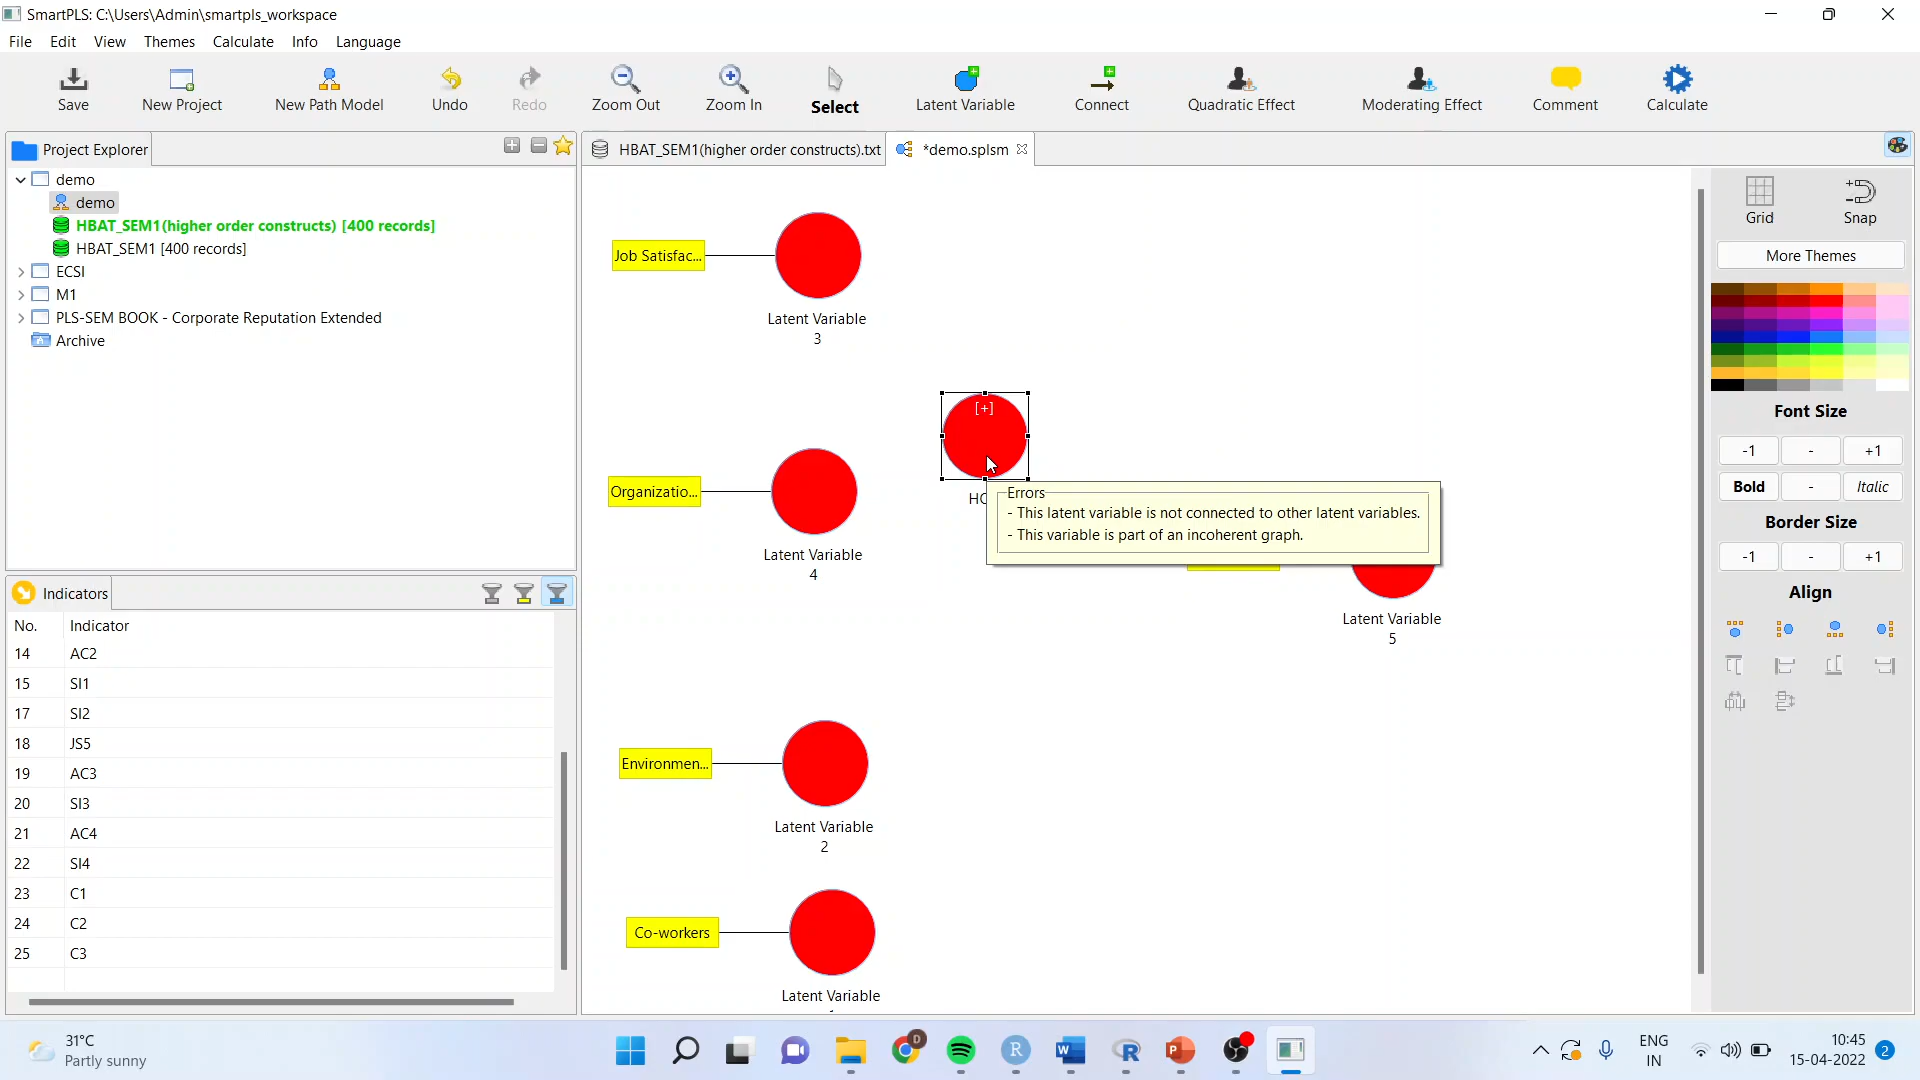 SmartPLS: C:\Users\Admin\smartpls_workspace
File Edit View Themes Calculate Info Language
Save New Project New Path Model Undo Redo Zoom Out Zoom In Select Latent Variable Connect Quadratic Effect Moderating Effect Comment Calculate
Project Explorer
HBAT_SEM1(higher order constructs).txt *demo.splsm
demo
demo
HBAT_SEM1(higher order constructs) [400 records]
HBAT_SEM1 [400 records]
ECSI
M1
PLS-SEM BOOK - Corporate Reputation Extended
Archive
Indicators
No. Indicator
14 AC2
15 SI1
17 SI2
18 JS5
19 AC3
20 SI3
21 AC4
22 SI4
23 C1
24 C2
25 C3
Job Satisfac...
Latent Variable
3
[+]
Organizatio...
Latent Variable
4
Errors
- This latent variable is not connected to other latent variables.
- This variable is part of an incoherent graph.
Latent Variable
5
Environmen...
Latent Variable
2
Co-workers
Latent Variable
Grid Snap
More Themes
Font Size
-1 - +1
Bold - Italic
Border Size
-1 - +1
Align
31°C
Partly sunny
D
ENG
IN
10:45
15-04-2022
2